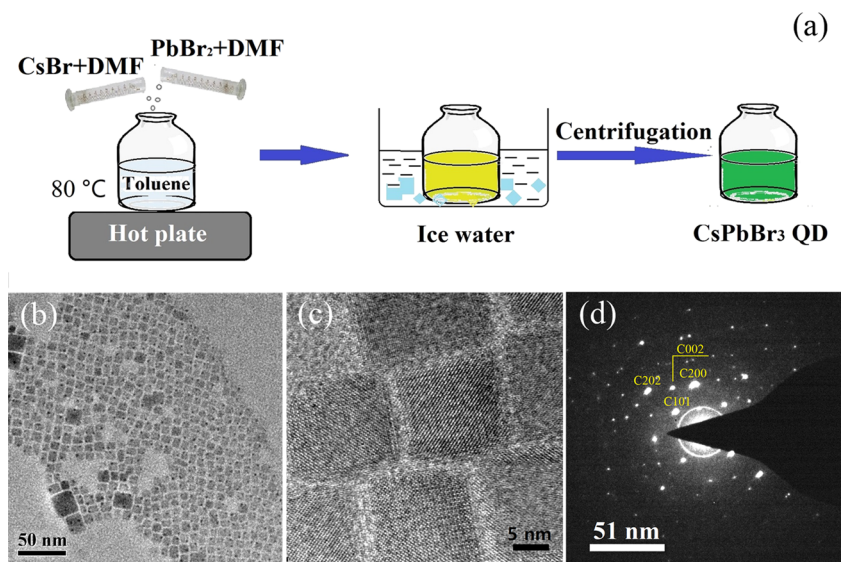 (a)
PbBr₂+DMF
CsBr+DMF
Centrifugation
80 °C
Toluene
Hot plate
Ice water
CsPbBr₃ QD
(b)
(c)
(d)
C002
C202
C200
C101
50 nm
5 nm
51 nm